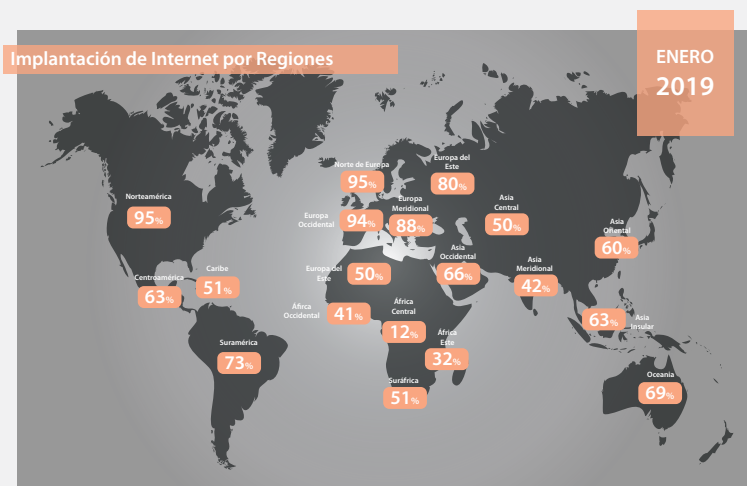 Implantación de Internet por Regiones
ENERO
2019
Norte de Europa
95%
Europa del
Este
80%
Norteamérica
95%
Europa
Occidental
94%
Europa
Meridional
88%
Asia
Central
50%
Asia
Oriental
60%
Asia
Occidental
66%
Asia
Meridional
42%
Caribe
51%
Centroamérica
63%
Europa del
Este
50%
Áfirca
Occidental
41%
África
Central
12%
África
Este
32%
63%
Asia
Insular
Suramérica
73%
Suráfrica
51%
Oceania
69%